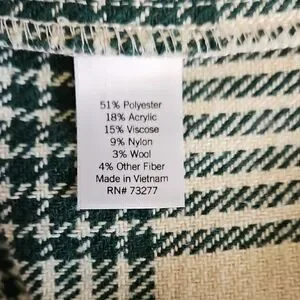 51% Polyester
18% Acrylic
15% Viscose
9% Nylon
3% Wool
4% Other Fiber
Made in Vietnam
RN# 73277